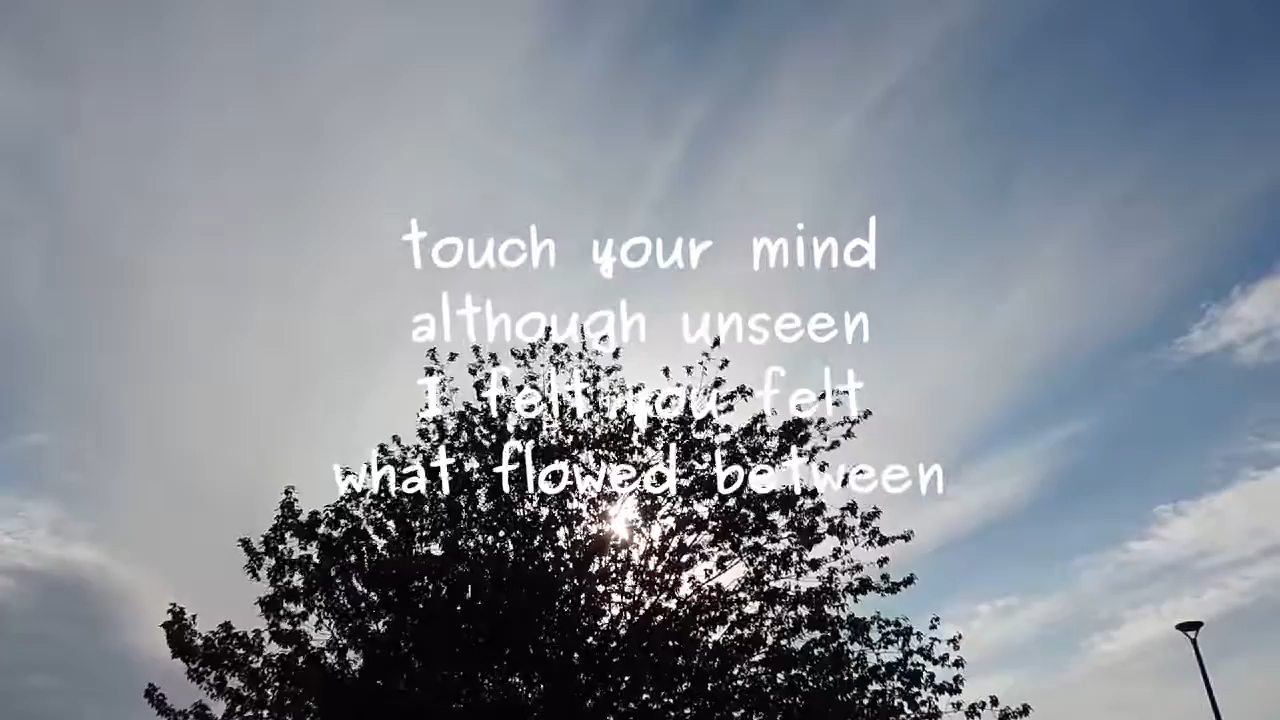 touch your mind
although unseen
I felt you felt
what flowed between